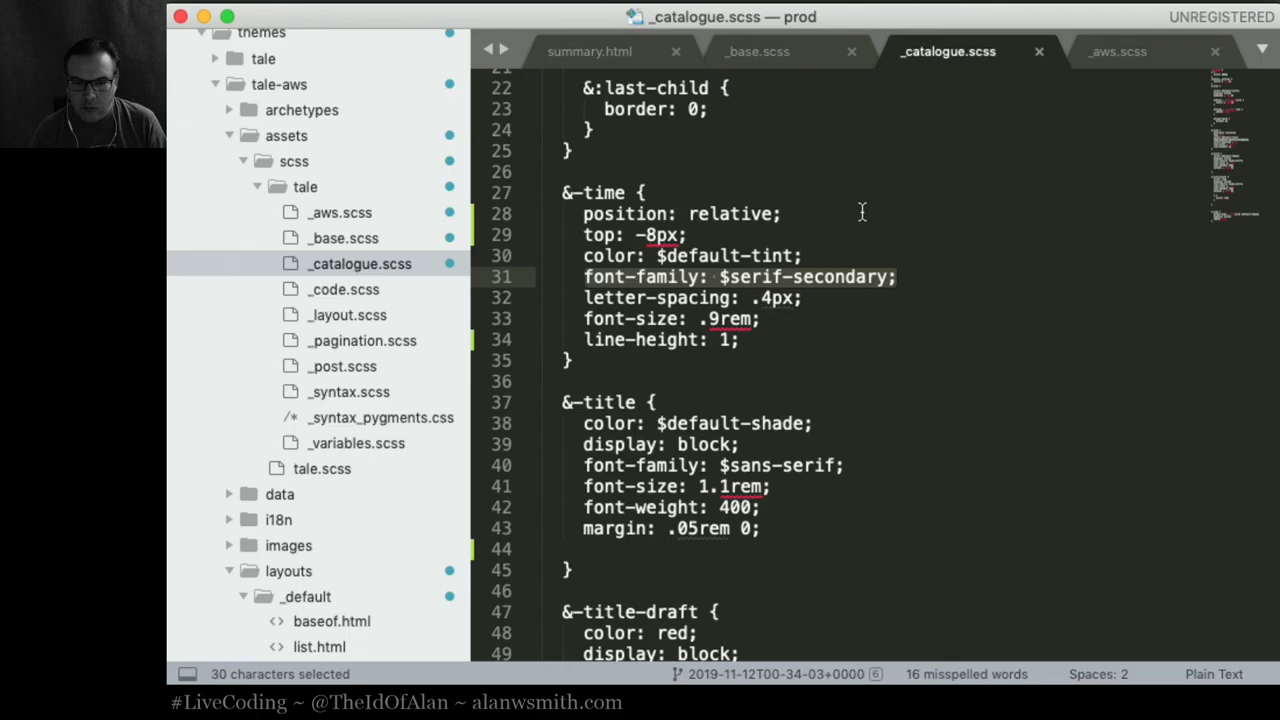 _catalogue.scss — prod
UNREGISTERED
themes
tale
tale-aws
archetypes
assets
scss
tale
_aws.scss
_base.scss
_catalogue.scss
_code.scss
_layout.scss
_pagination.scss
_post.scss
_syntax.scss
/* _syntax_pygments.css
_variables.scss
tale.scss
data
i18n
images
layouts
_default
<> baseof.html
<> list.html
summary.html
_base.scss
_catalogue.scss
_aws.scss
22 &:last-child {
23 border: 0;
24 }
25 }
26
27 &-time {
28 position: relative;
29 top: -8px;
30 color: $default-tint;
31 font-family: $serif-secondary;
32 letter-spacing: .4px;
33 font-size: .9rem;
34 line-height: 1;
35 }
36
37 &-title {
38 color: $default-shade;
39 display: block;
40 font-family: $sans-serif;
41 font-size: 1.1rem;
42 font-weight: 400;
43 margin: .05rem 0;
44
45 }
46
47 &-title-draft {
48 color: red;
49 display: block;
30 characters selected
2019-11-12T00-34-03+0000 6
16 misspelled words
Spaces: 2
Plain Text
#LiveCoding ~ @TheIdOfAlan ~ alanwsmith.com